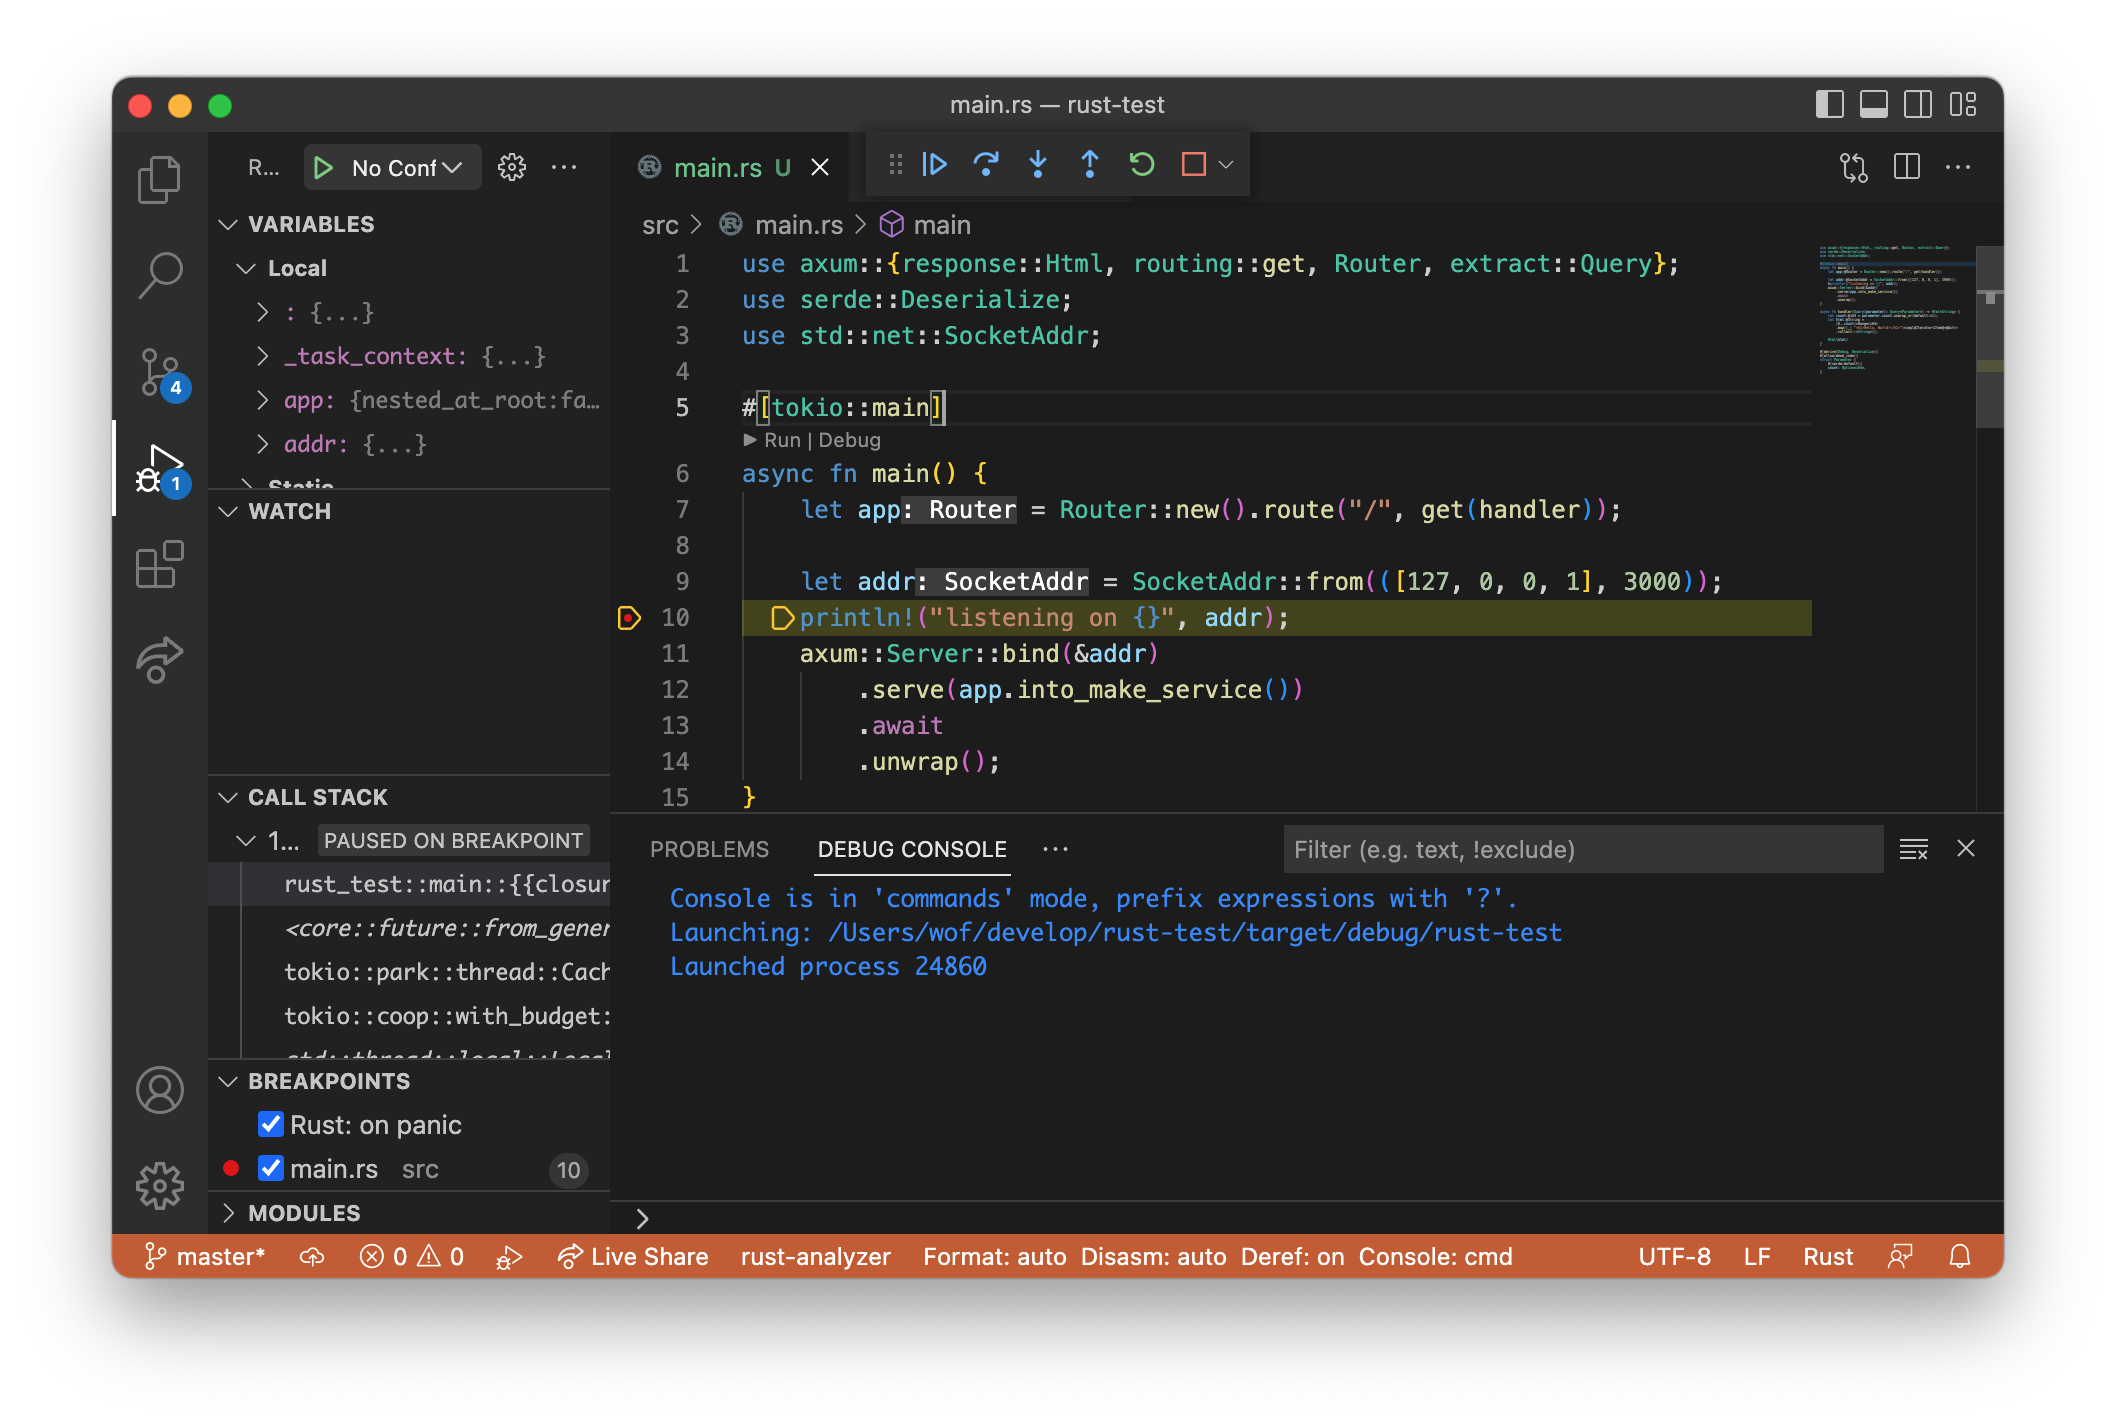 main.rs — rust-test
R...
No Conf
main.rs U
VARIABLES
Local
: {...}
_task_context: {...}
app: {nested_at_root:fa...
addr: {...}
Static
WATCH
CALL STACK
1... PAUSED ON BREAKPOINT
rust_test::main::{{closur
<core::future::from_gener
tokio::park::thread::Cach
tokio::coop::with_budget:
std::thread::local::Local
BREAKPOINTS
Rust: on panic
main.rs src 10
MODULES
4
1
src > main.rs > main
1 use axum::{response::Html, routing::get, Router, extract::Query};
2 use serde::Deserialize;
3 use std::net::SocketAddr;
4
5 #[tokio::main]
Run | Debug
6 async fn main() {
7 let app: Router = Router::new().route("/", get(handler));
8
9 let addr: SocketAddr = SocketAddr::from(([127, 0, 0, 1], 3000));
10 println!("listening on {}", addr);
11 axum::Server::bind(&addr)
12 .serve(app.into_make_service())
13 .await
14 .unwrap();
15 }
PROBLEMS DEBUG CONSOLE ... Filter (e.g. text, !exclude)
Console is in 'commands' mode, prefix expressions with '?'.
Launching: /Users/wof/develop/rust-test/target/debug/rust-test
Launched process 24860
master* 0 0 Live Share rust-analyzer Format: auto Disasm: auto Deref: on Console: cmd UTF-8 LF Rust